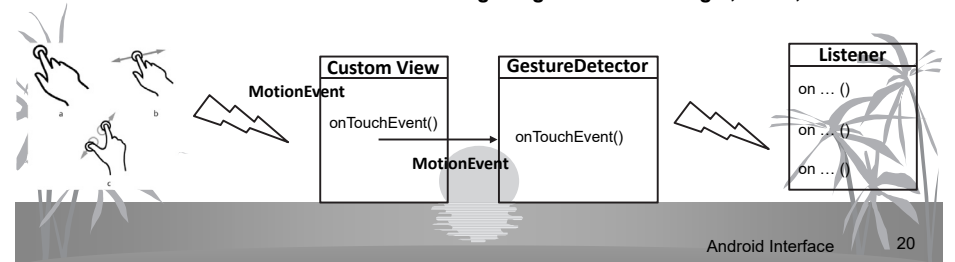 Custom View
GestureDetector
Listener
MotionEvent
on … ()
onTouchEvent()
onTouchEvent()
on … ()
MotionEvent
on … ()
a
b
c
Android Interface
20